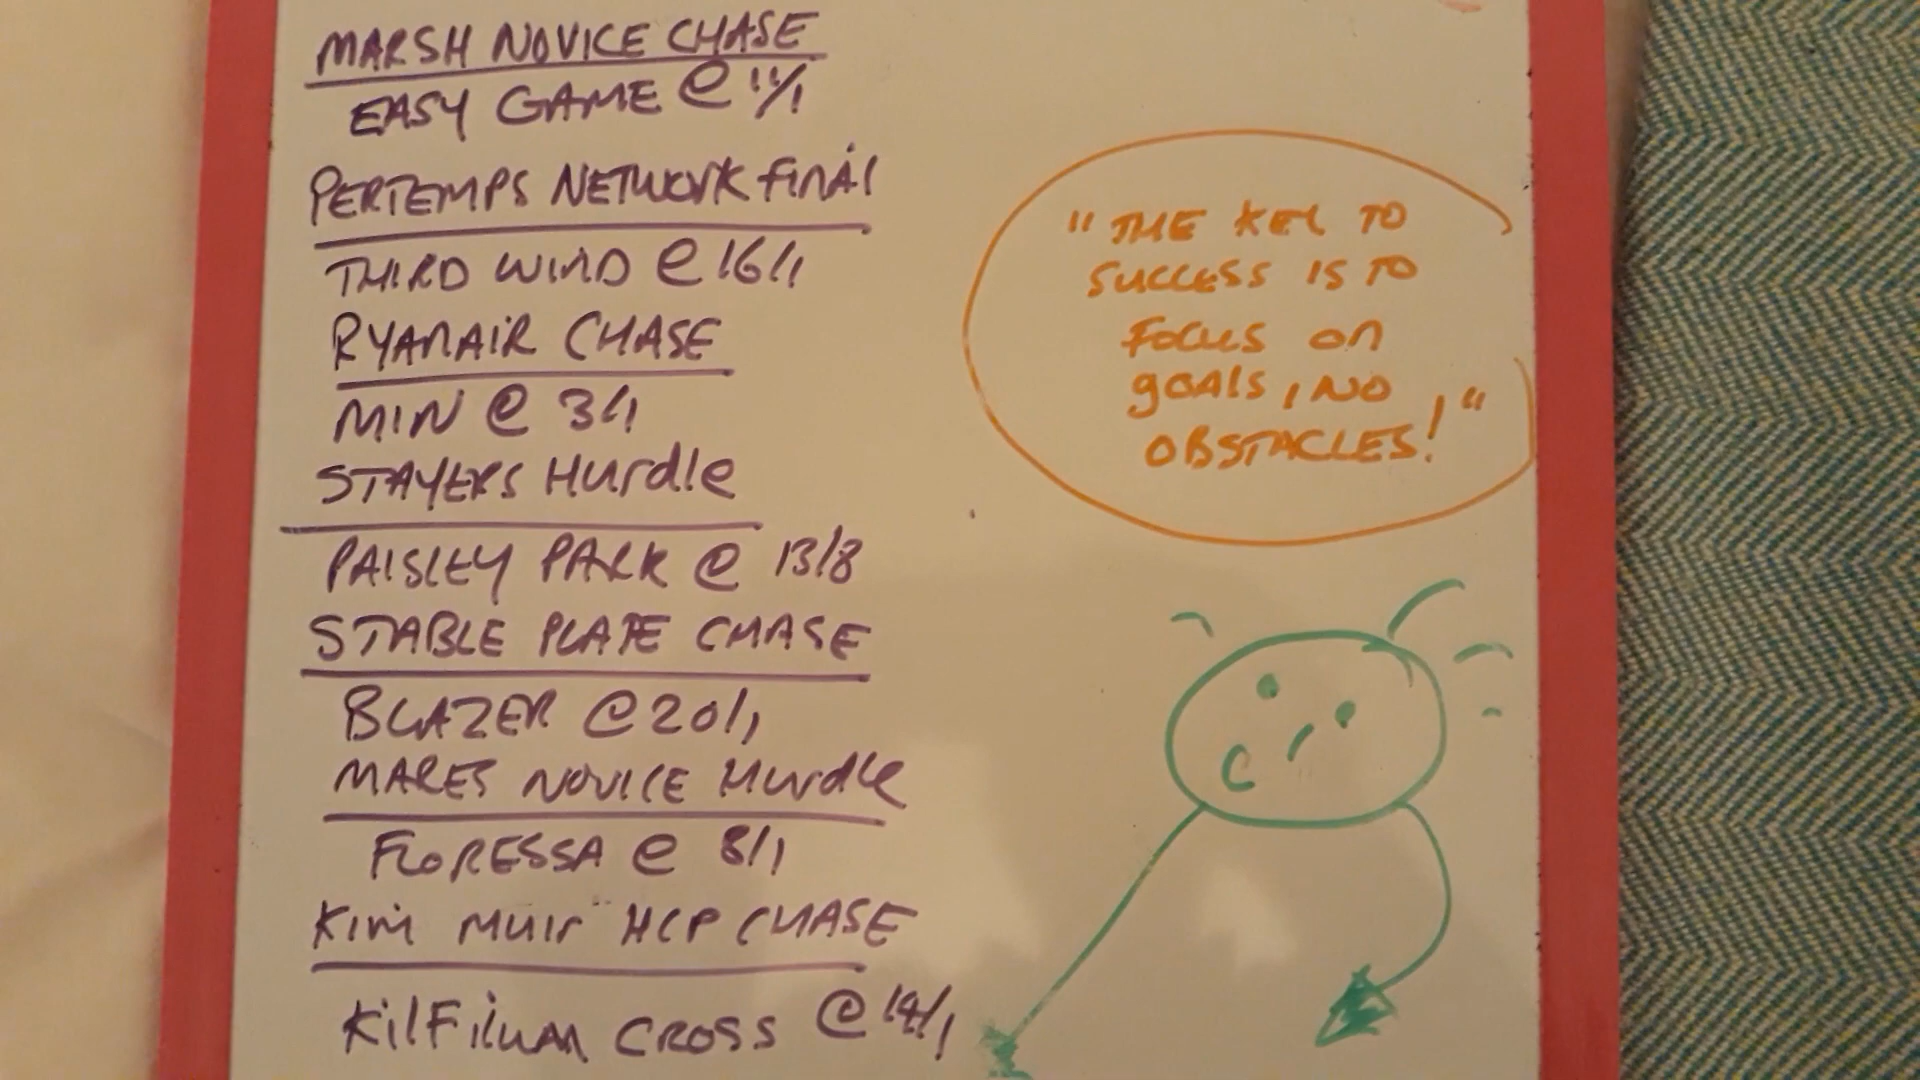 MARSH NOVICE CHASE
EASY GAME @ 11/1
PERTEMPS NETWORK FINAL
THIRD WIND @ 16/1
RYANAIR CHASE
MIN @ 3/1
STAYERS Hurdle
PAISLEY PARK @ 13/8
STABLE PLATE CHASE
BLAZER @ 20/1
MARES NOVICE Hurdle
FLORESSA @ 8/1
Kim Muir HCP CHASE
KilFilum CROSS @ 14/1
"THE KEY TO
SUCCESS IS TO
FOCUS on
goals, NO
OBSTACLES!"